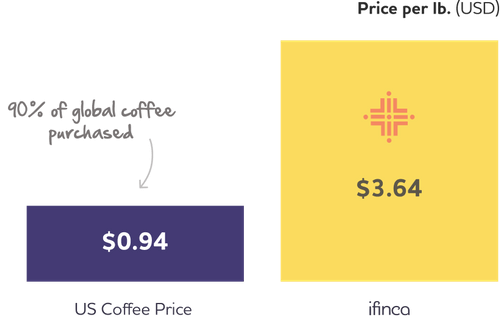 Price per lb. (USD)
90% of global coffee
purchased
$0.94
$3.64
US Coffee Price
ifinca